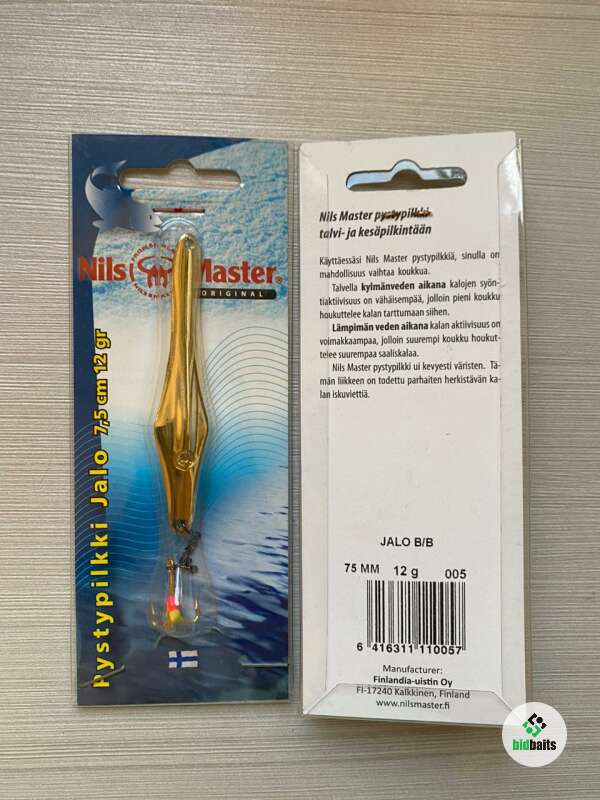 Nils Master®
ORIGINAL
Pystypilkki Jalo 7,5 cm 12 gr
Nils Master pystypilkki
talvi- ja kesäpilkintään
Käyttäessäsi Nils Master pystypilkkiä, sinulla on
mahdollisuus vaihtaa koukkua.
Talvella kylmänveden aikana kalojen syön-
tiaktiivisuus on vähäisempää, jolloin pieni koukku
houkuttelee kalan tarttumaan siihen.
Lämpimän veden aikana kalan aktiivisuus on
voimakkaampaa, jolloin suurempi koukku houkut-
telee suurempaa saaliskalaa.
Nils Master pystypilkki ui kevyesti väristen. Tä-
män liikkeen on todettu parhaiten herkistävän ka-
lan iskuviettiä.
JALO B/B
75 MM 12 g 005
6 416311 110057
Manufacturer:
Finlandia-uistin Oy
FI-17240 Kalkkinen, Finland
www.nilsmaster.fi
bidbaits